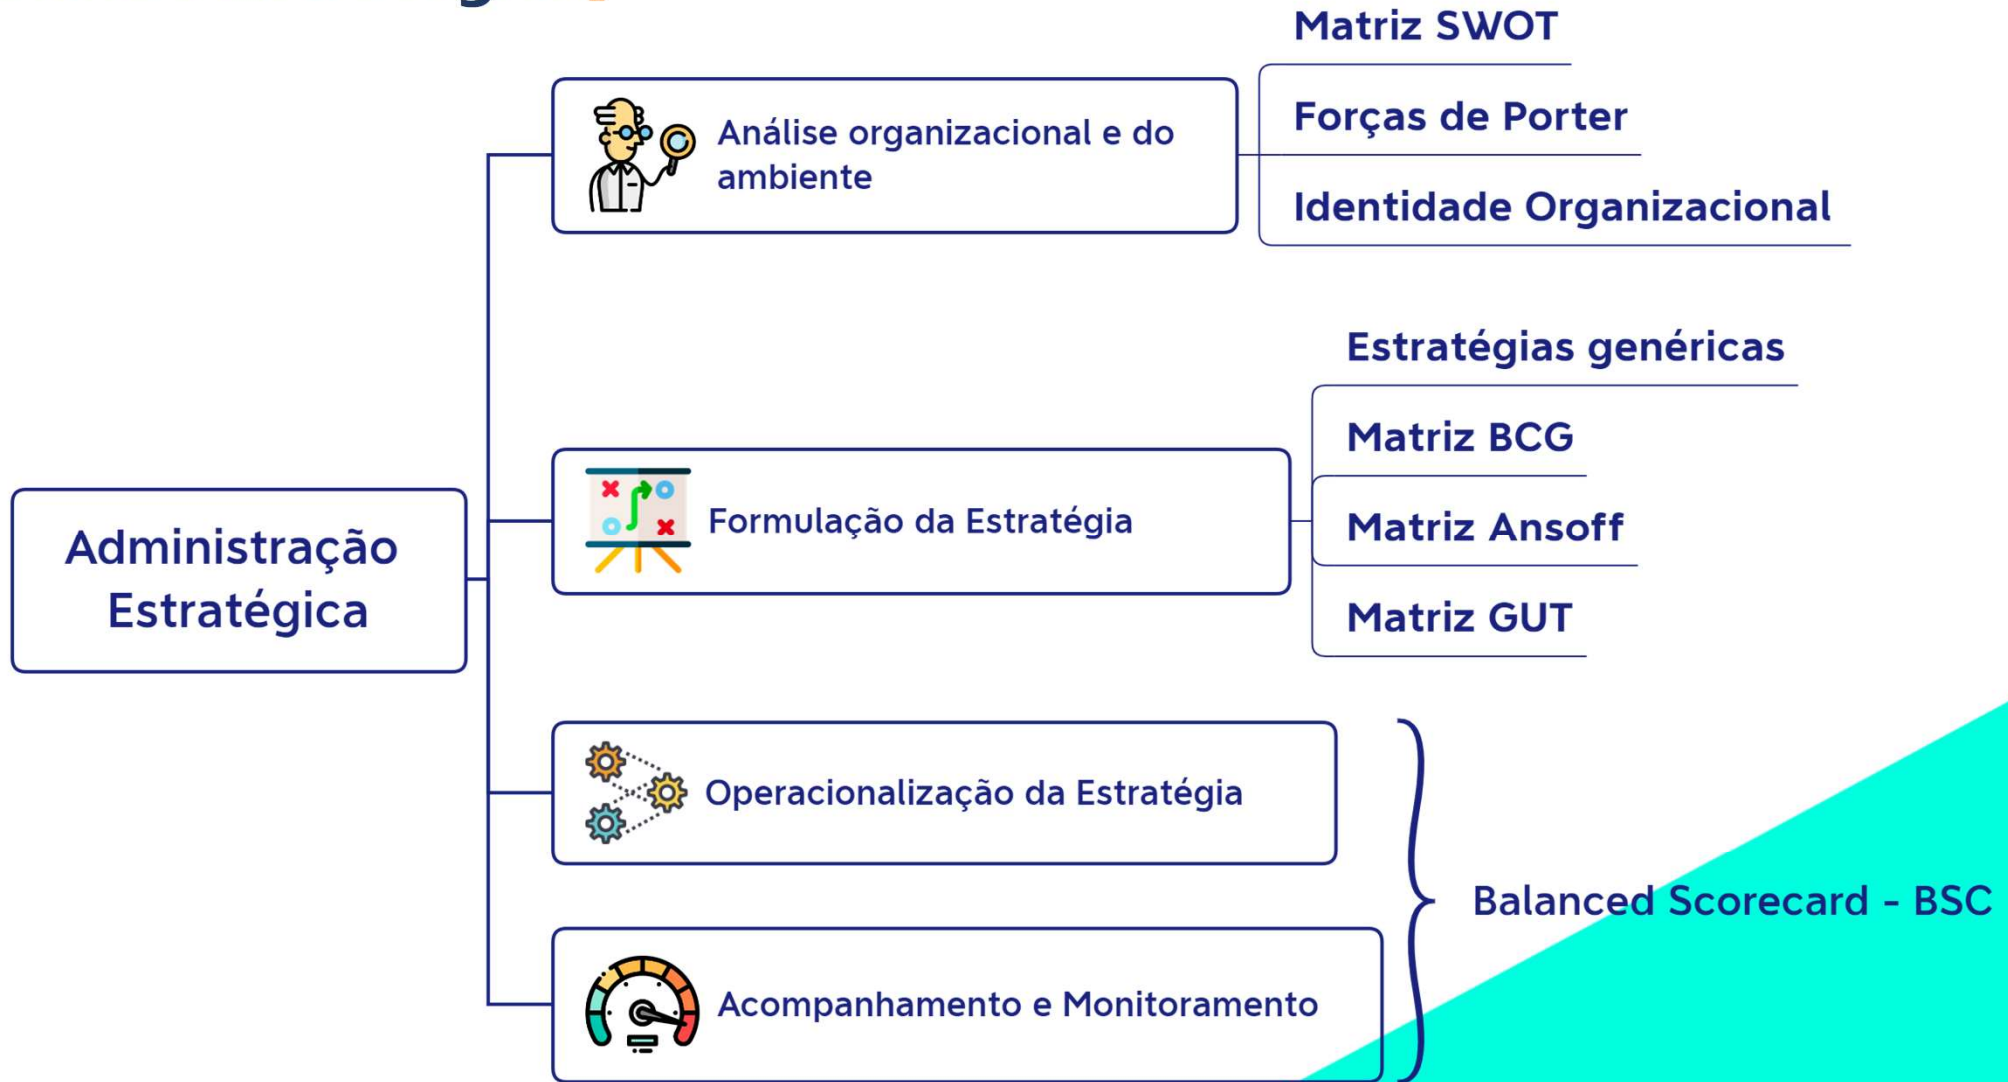 Matriz SWOT
Análise organizacional e do
ambiente
Forças de Porter
Identidade Organizacional
Estratégias genéricas
Matriz BCG
Formulação da Estratégia
Matriz Ansoff
Matriz GUT
Administração
Estratégica
Operacionalização da Estratégia
Balanced Scorecard - BSC
Acompanhamento e Monitoramento